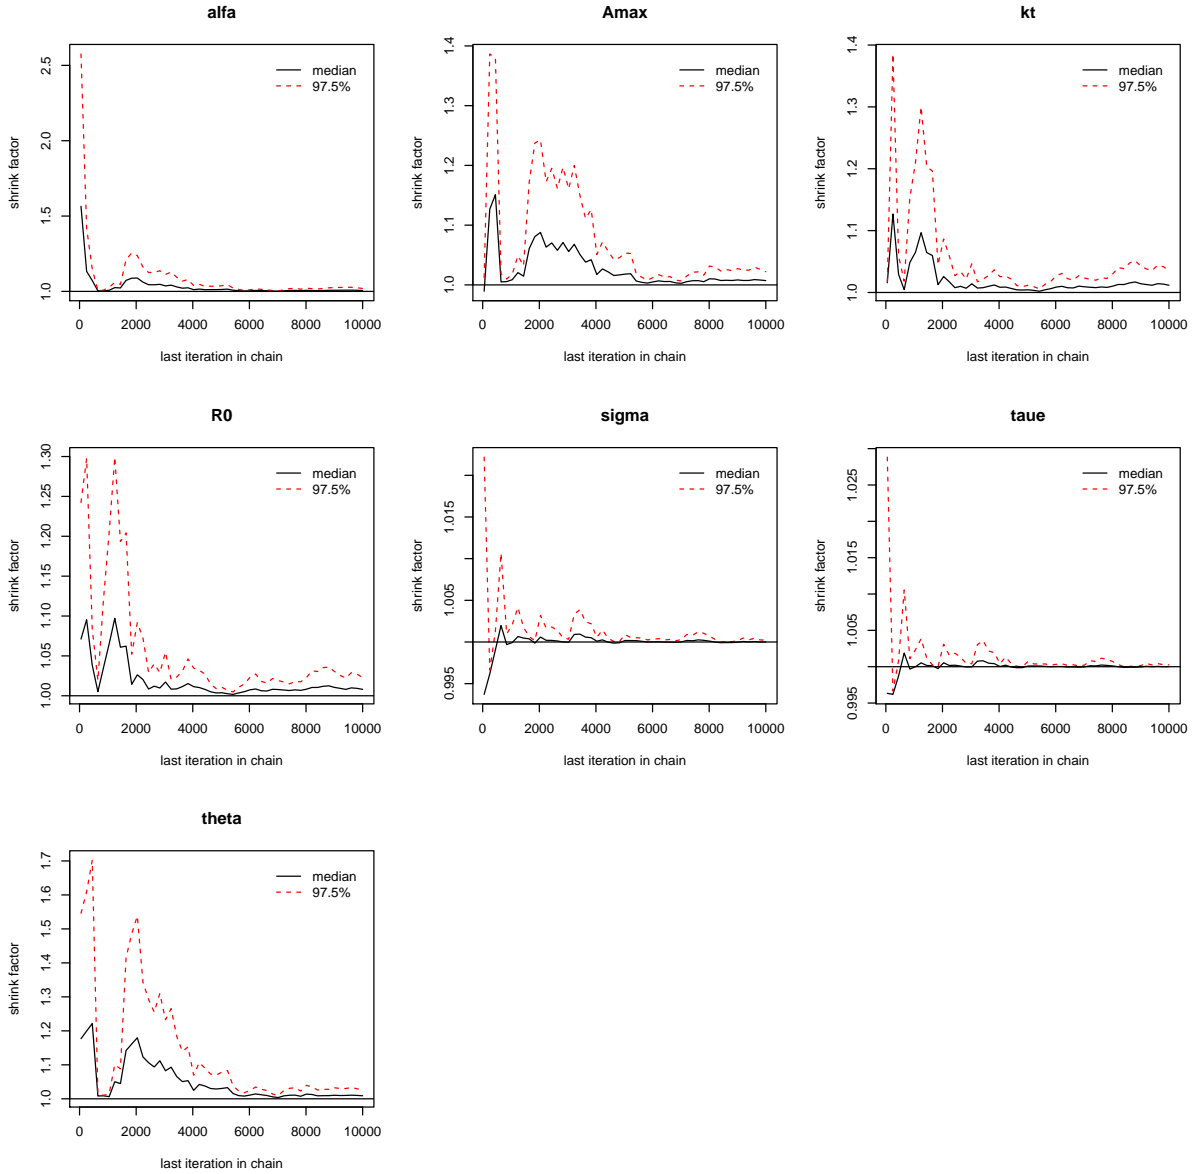 alfa
Amax
kt
median
97.5%
median
97.5%
median
97.5%
shrink factor
1.0
1.5
2.0
2.5
shrink factor
1.0
1.1
1.2
1.3
1.4
shrink factor
1.0
1.1
1.2
1.3
1.4
0 2000 4000 6000 8000 10000
0 2000 4000 6000 8000 10000
0 2000 4000 6000 8000 10000
last iteration in chain
last iteration in chain
last iteration in chain
R0
sigma
taue
median
97.5%
median
97.5%
median
97.5%
shrink factor
1.00
1.05
1.10
1.15
1.20
1.25
1.30
shrink factor
0.995
1.005
1.015
shrink factor
0.995
1.005
1.015
1.025
0 2000 4000 6000 8000 10000
0 2000 4000 6000 8000 10000
0 2000 4000 6000 8000 10000
last iteration in chain
last iteration in chain
last iteration in chain
theta
median
97.5%
shrink factor
1.0
1.1
1.2
1.3
1.4
1.5
1.6
1.7
0 2000 4000 6000 8000 10000
last iteration in chain